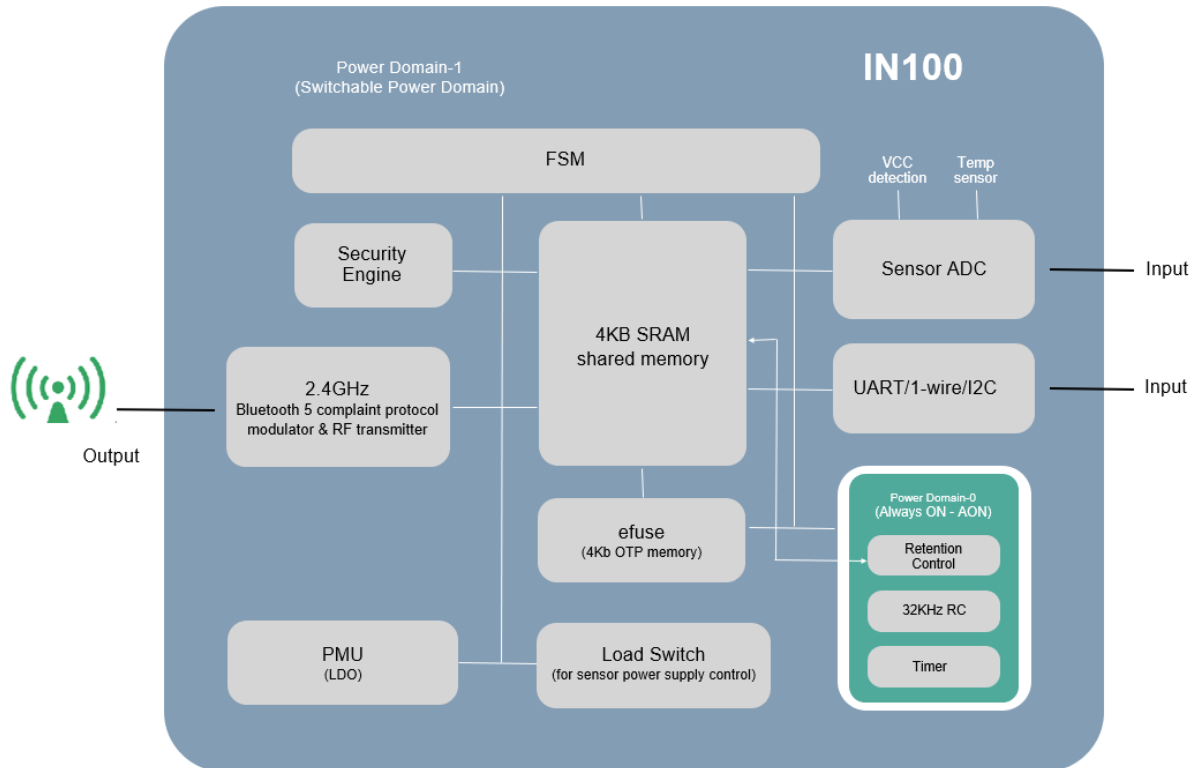 Power Domain-1
(Switchable Power Domain)
IN100
FSM
VCC
detection
Temp
sensor
Security
Engine
Sensor ADC
Input
4KB SRAM
shared memory
2.4GHz
Bluetooth 5 complaint protocol
modulator & RF transmitter
UART/1-wire/I2C
Input
Output
efuse
(4Kb OTP memory)
Power Domain-0
(Always ON - AON)
Retention
Control
32KHz RC
Timer
PMU
(LDO)
Load Switch
(for sensor power supply control)